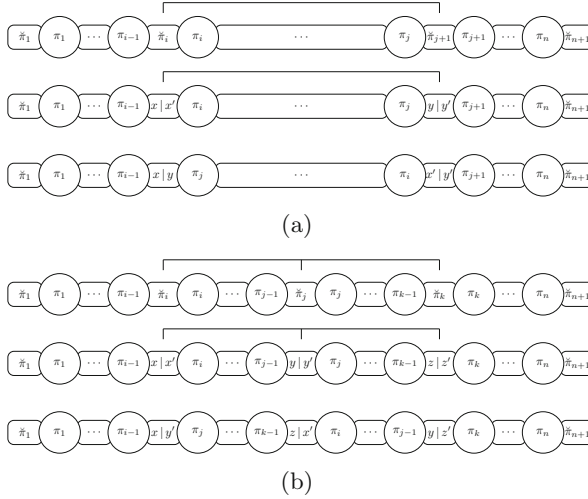 π̆₁ π₁ ⋯ πᵢ₋₁ π̆ᵢ πᵢ ⋯ πⱼ π̆ⱼ₊₁ πⱼ₊₁ ⋯ πₙ π̆ₙ₊₁
π̆₁ π₁ ⋯ πᵢ₋₁ x | x′ πᵢ ⋯ πⱼ y | y′ πⱼ₊₁ ⋯ πₙ π̆ₙ₊₁
π̆₁ π₁ ⋯ πᵢ₋₁ x | y πⱼ ⋯ πᵢ x′ | y′ πⱼ₊₁ ⋯ πₙ π̆ₙ₊₁
(a)
π̆₁ π₁ ⋯ πᵢ₋₁ π̆ᵢ πᵢ ⋯ πⱼ₋₁ π̆ⱼ πⱼ ⋯ πₖ₋₁ π̆ₖ πₖ ⋯ πₙ π̆ₙ₊₁
π̆₁ π₁ ⋯ πᵢ₋₁ x | x′ πᵢ ⋯ πⱼ₋₁ y | y′ πⱼ ⋯ πₖ₋₁ z | z′ πₖ ⋯ πₙ π̆ₙ₊₁
π̆₁ π₁ ⋯ πᵢ₋₁ x | y′ πⱼ ⋯ πₖ₋₁ z | x′ πᵢ ⋯ πⱼ₋₁ y | z′ πₖ ⋯ πₙ π̆ₙ₊₁
(b)